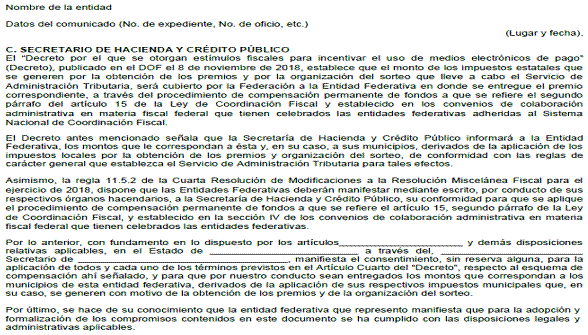 Nombre de la entidad
Datos del comunicado (No. de expediente, No. de oficio, etc.)
(Lugar y fecha).
C. SECRETARIO DE HACIENDA Y CRÉDITO PÚBLICO
El “Decreto por el que se otorgan estímulos fiscales para incentivar el uso de medios electrónicos de pago”
(Decreto), publicado en el DOF el 8 de noviembre de 2018, establece que el monto de los impuestos estatales que
se generen por la obtención de los premios y por la organización del sorteo que lleve a cabo el Servicio de
Administración Tributaria, será cubierto por la Federación a la Entidad Federativa en donde se entregue el premio
correspondiente, a través del procedimiento de compensación permanente de fondos a que se refiere el segundo
párrafo del artículo 15 de la Ley de Coordinación Fiscal y establecido en los convenios de colaboración
administrativa en materia fiscal federal que tienen celebrados las entidades federativas adheridas al Sistema
Nacional de Coordinación Fiscal.
El Decreto antes mencionado señala que la Secretaría de Hacienda y Crédito Público informará a la Entidad
Federativa, los montos que le correspondan a ésta y, en su caso, a sus municipios, derivados de la aplicación de los
impuestos locales por la obtención de los premios y organización del sorteo, de conformidad con las reglas de
carácter general que establezca el Servicio de Administración Tributaria para tales efectos.
Asimismo, la regla 11.5.2 de la Cuarta Resolución de Modificaciones a la Resolución Miscelánea Fiscal para el
ejercicio de 2018, dispone que las Entidades Federativas deberán manifestar mediante escrito, por conducto de sus
respectivos órganos hacendarios, a la Secretaría de Hacienda y Crédito Público, su conformidad para que se aplique
el procedimiento de compensación permanente de fondos a que se refiere el artículo 15, segundo párrafo de la Ley
de Coordinación Fiscal, y establecido en la sección IV de los convenios de colaboración administrativa en materia
fiscal federal que tienen celebrados las entidades federativas.
Por lo anterior, con fundamento en lo dispuesto por los artículos______________________ y demás disposiciones
relativas aplicables, en el Estado de ______________________ a través del, ______________________
Secretario de ______________________________________, manifiesta el consentimiento, sin reserva alguna, para la
aplicación de todos y cada uno de los términos previstos en el Artículo Cuarto del “Decreto”, respecto al esquema de
compensación ahí señalado, y para que por nuestro conducto sean entregados los montos que correspondan a los
municipios de esta entidad federativa, derivados de la aplicación de sus respectivos impuestos municipales que, en
su caso, se generen con motivo de la obtención de los premios y de la organización del sorteo.
Por último, se hace de su conocimiento que la entidad federativa que represento manifiesta que para la adopción y
formalización de los compromisos contenidos en este documento se ha cumplido con las disposiciones legales y
administrativas aplicables.